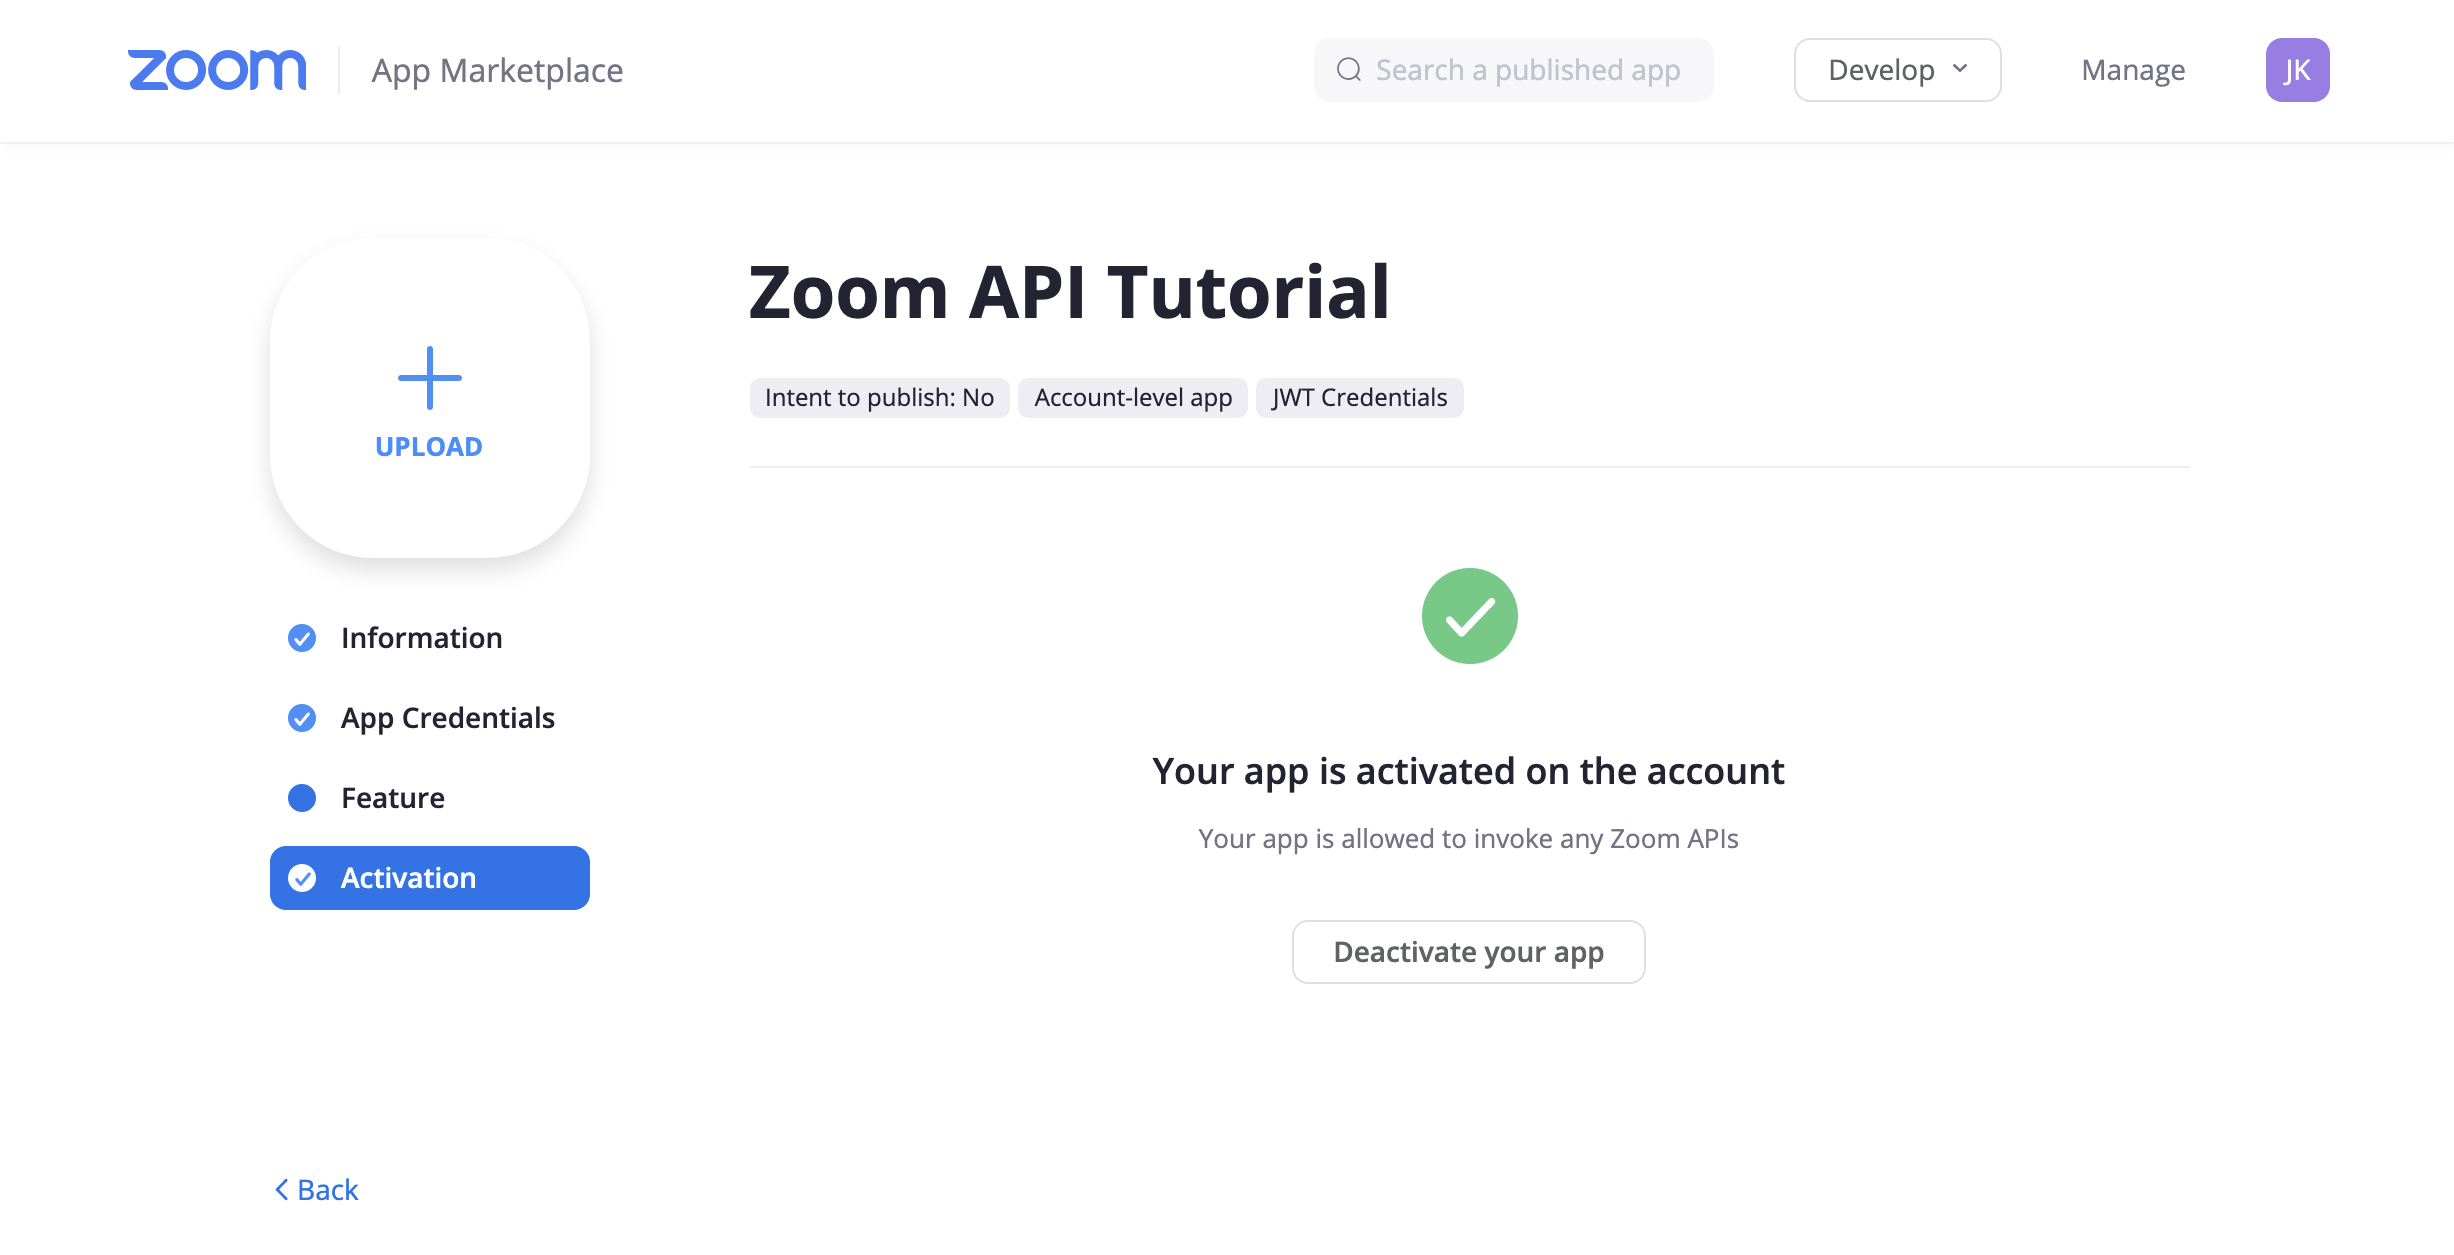 zoom App Marketplace
Search a published app
Develop
Manage
JK
UPLOAD
Information
App Credentials
Feature
Activation
Zoom API Tutorial
Intent to publish: No
Account-level app
JWT Credentials
Your app is activated on the account
Your app is allowed to invoke any Zoom APIs
Deactivate your app
Back